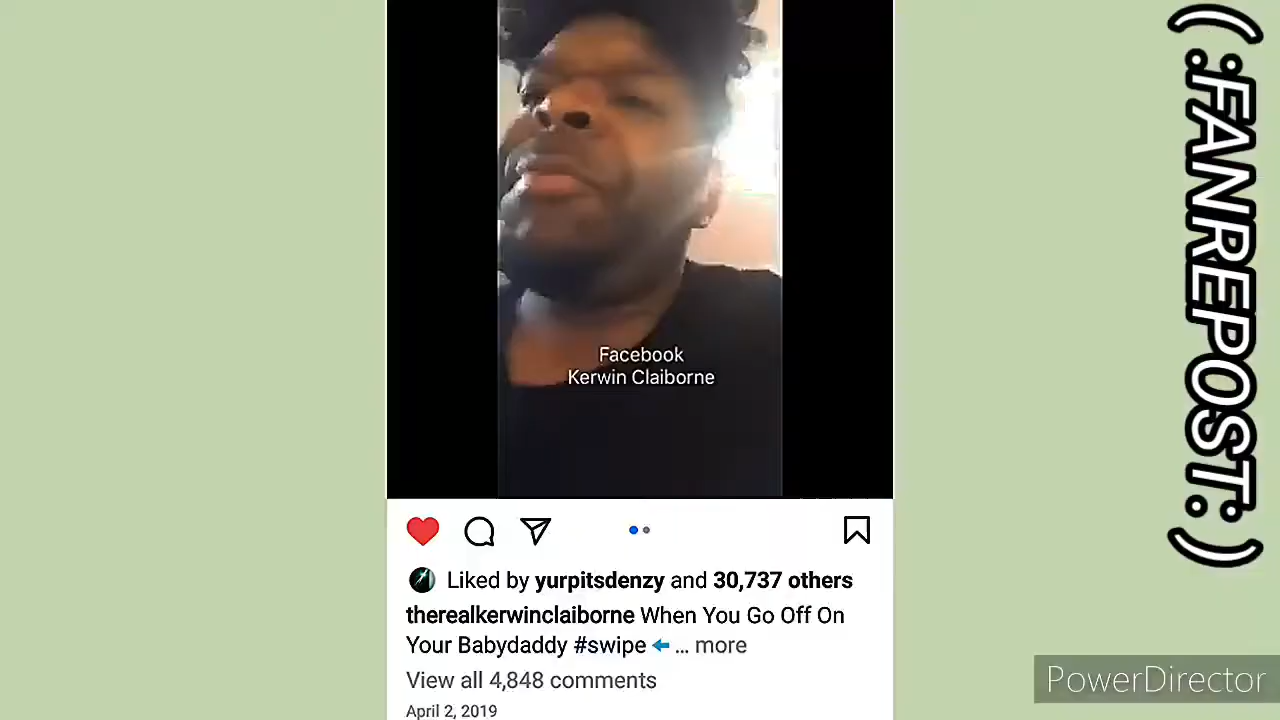 Facebook
Kerwin Claiborne
Liked by yurpitsdenzy and 30,737 others
therealkerwinclaiborne When You Go Off On
Your Babydaddy #swipe ... more
View all 4,848 comments
April 2, 2019
(:FANREPOST:)
PowerDirector